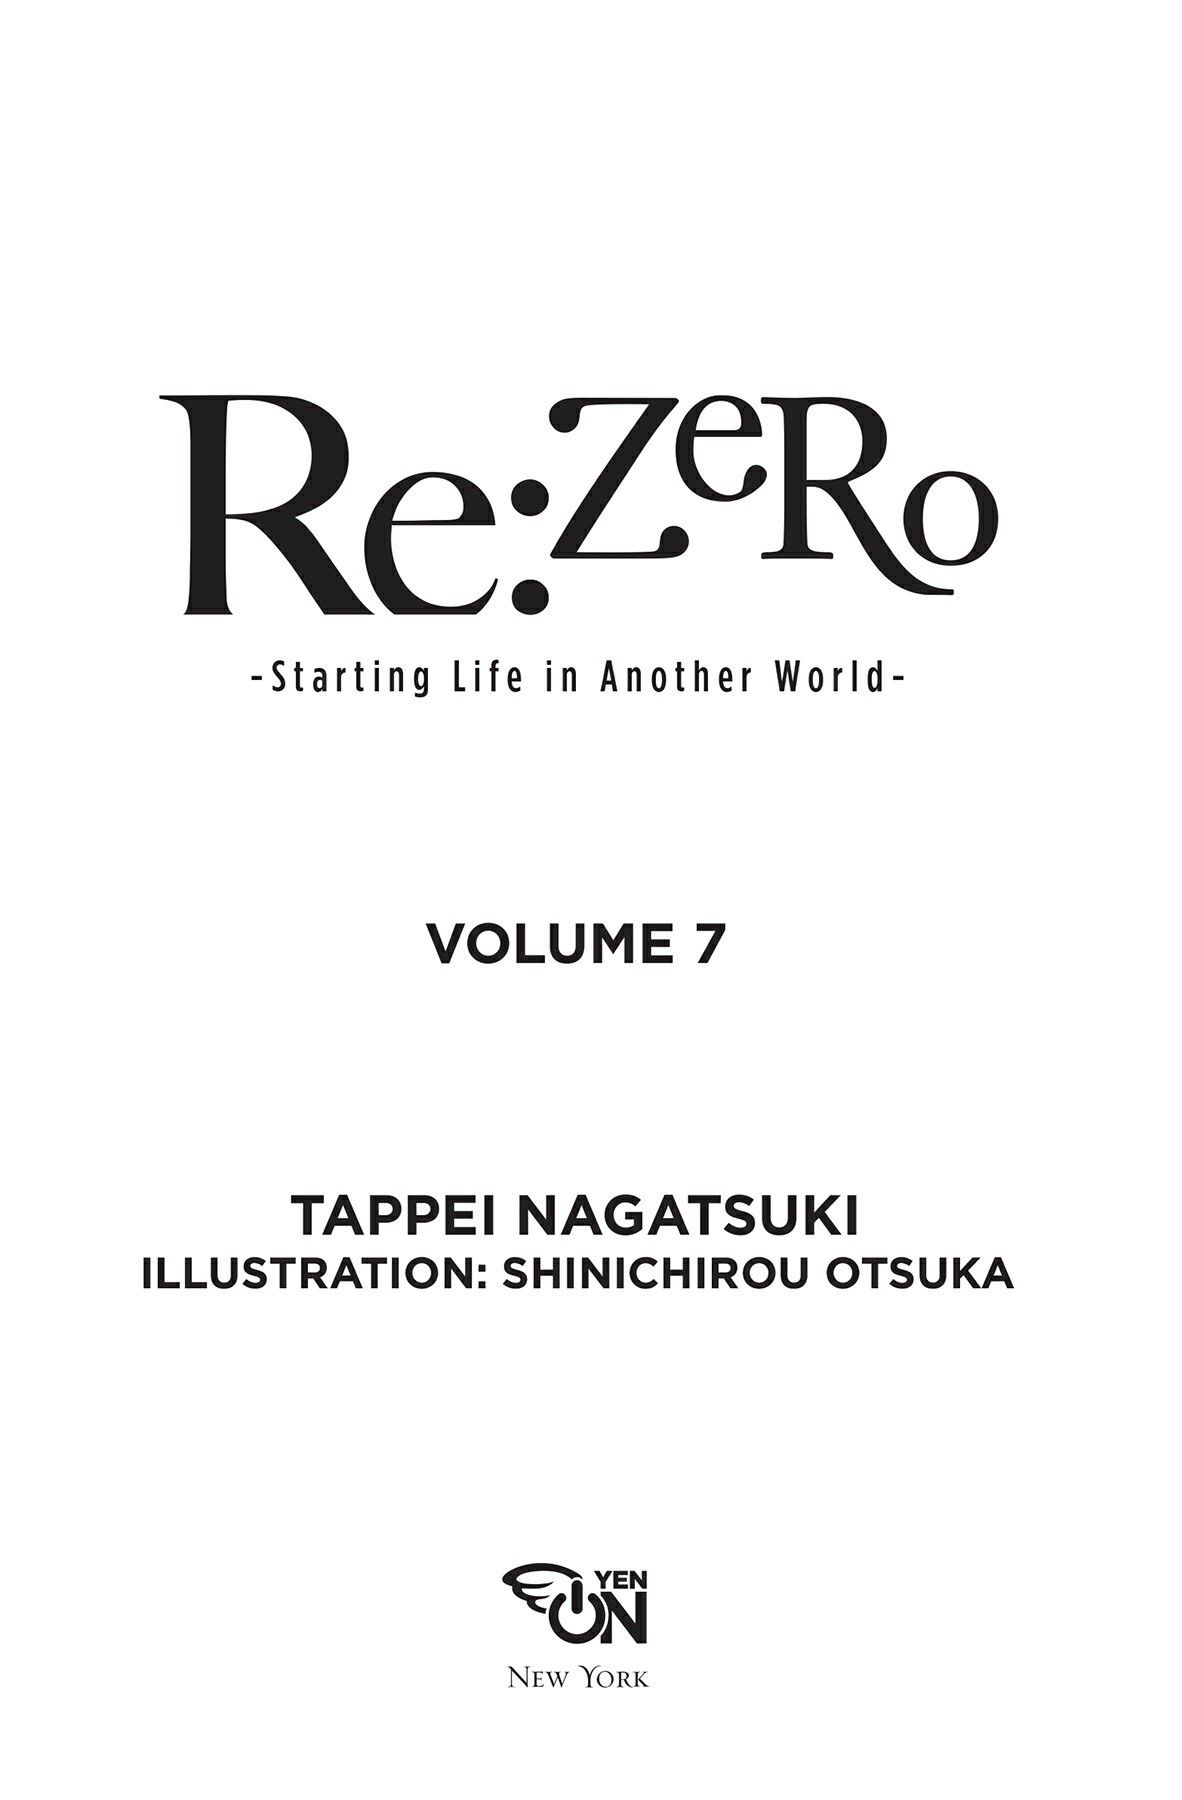 Re:ZeRo
-Starting Life in Another World-
VOLUME 7
TAPPEI NAGATSUKI
ILLUSTRATION: SHINICHIROU OTSUKA
YEN
ON
NEW YORK